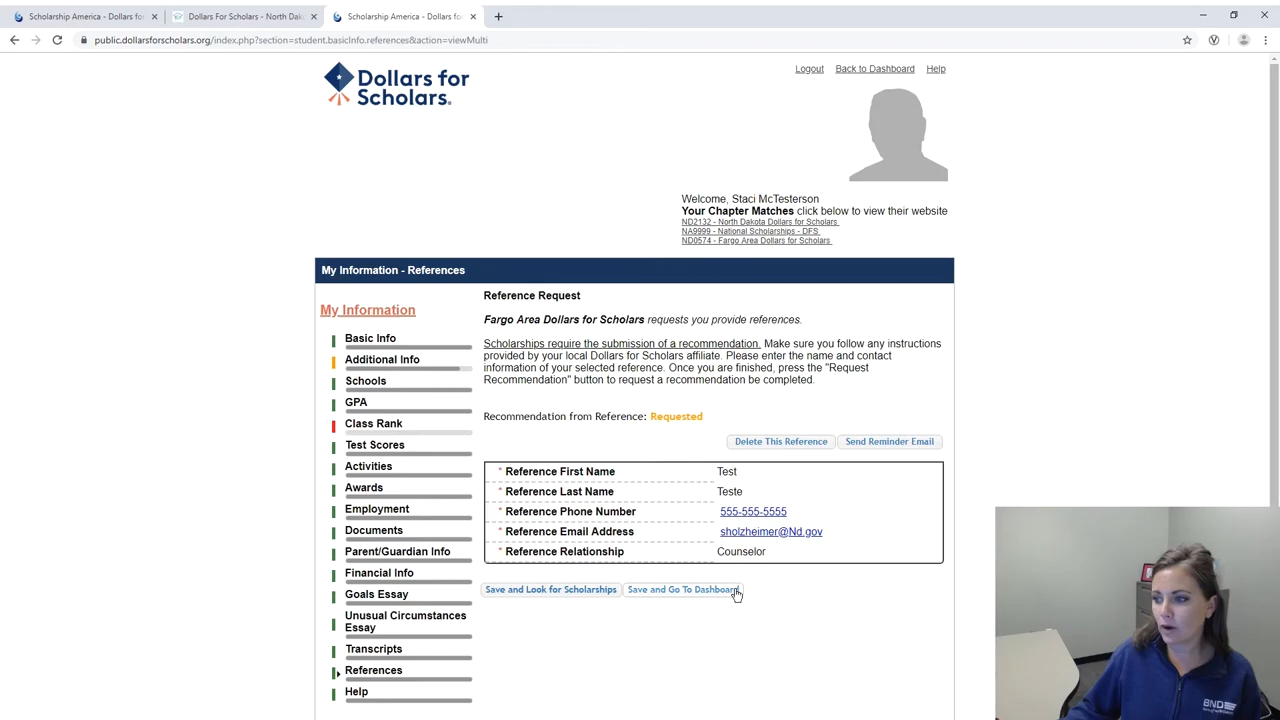 Scholarship America - Dollars for
Dollars For Scholars - North Dak
Scholarship America - Dollars fo
public.dollarsforscholars.org/index.php?section=student.basicInfo.references&action=viewMulti
Dollars for
Scholars.
Logout Back to Dashboard Help
Welcome, Staci McTesterson
Your Chapter Matches click below to view their website
ND2132 - North Dakota Dollars for Scholars
NA9999 - National Scholarships - DFS
ND0574 - Fargo Area Dollars for Scholars
My Information - References
My Information
Basic Info
Additional Info
Schools
GPA
Class Rank
Test Scores
Activities
Awards
Employment
Documents
Parent/Guardian Info
Financial Info
Goals Essay
Unusual Circumstances
Essay
Transcripts
References
Help
Reference Request
Fargo Area Dollars for Scholars requests you provide references.
Scholarships require the submission of a recommendation. Make sure you follow any instructions
provided by your local Dollars for Scholars affiliate. Please enter the name and contact
information of your selected reference. Once you are finished, press the "Request
Recommendation" button to request a recommendation be completed.
Recommendation from Reference: Requested
Delete This Reference Send Reminder Email
* Reference First Name Test
* Reference Last Name Teste
* Reference Phone Number 555-555-5555
* Reference Email Address sholzheimer@Nd.gov
* Reference Relationship Counselor
Save and Look for Scholarships Save and Go To Dashboard
BND